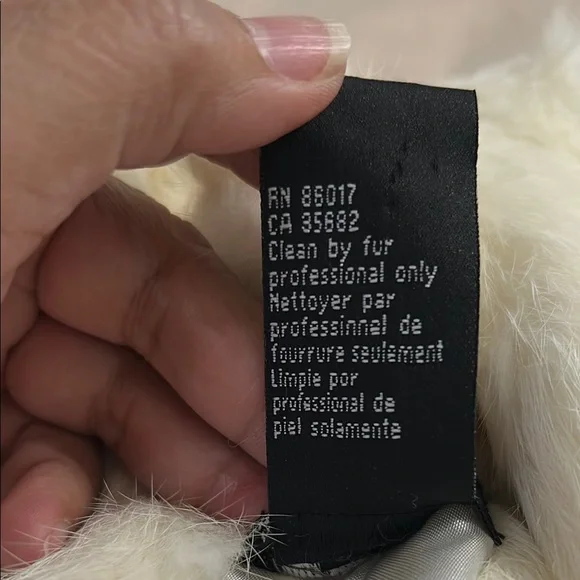 RN 86017
CA 35682
Clean by fur
professional only
Nettoyer par
professinnal de
fourrure seulement
Limpie por
professional de
piel solamente